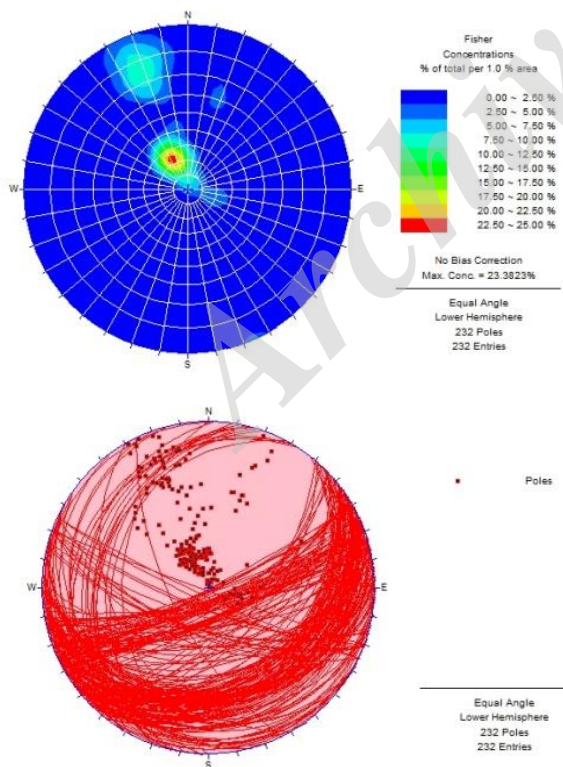 N
W
E
S
Fisher
Concentrations
% of total per 1.0 % area
0.00 ~ 2.50 %
2.50 ~ 5.00 %
5.00 ~ 7.50 %
7.50 ~ 10.00 %
10.00 ~ 12.50 %
12.50 ~ 15.00 %
15.00 ~ 17.50 %
17.50 ~ 20.00 %
20.00 ~ 22.50 %
22.50 ~ 25.00 %
No Bias Correction
Max. Conc. = 23.3823%
Equal Angle
Lower Hemisphere
232 Poles
232 Entries
Archiv
N
W
E
S
Poles
Equal Angle
Lower Hemisphere
232 Poles
232 Entries